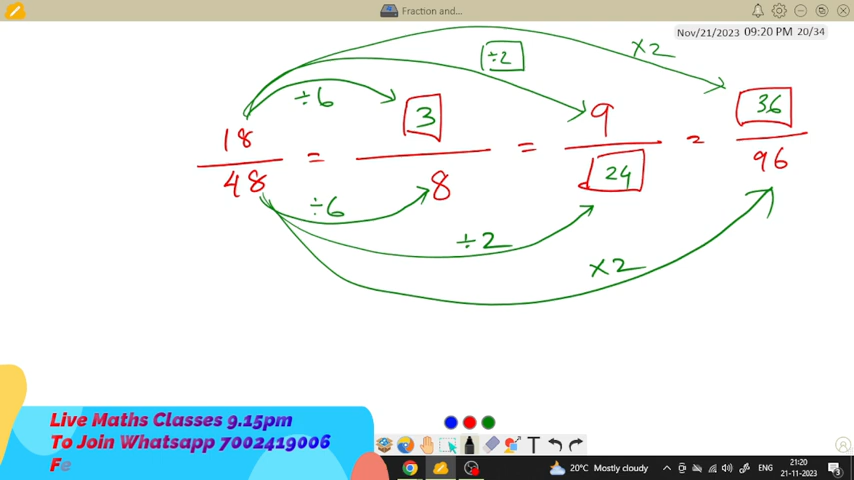 Fraction and...
Nov/21/2023 09:20 PM 20/34
÷2
×2
÷6
18/48 = 3/8 = 9/24 = 36/96
÷6
÷2
×2
Live Maths Classes 9.15pm
To Join Whatsapp 7002419006
Fe
T
20°C Mostly cloudy
ENG
21:20
21-11-2023
3